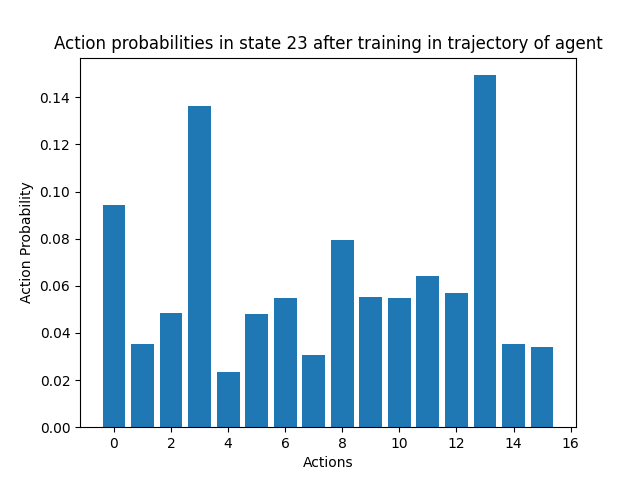 Action probabilities in state 23 after training in trajectory of agent
0.14
0.12
0.10
0.08
0.06
0.04
0.02
0.00
Action Probability
0 2 4 6 8 10 12 14 16
Actions